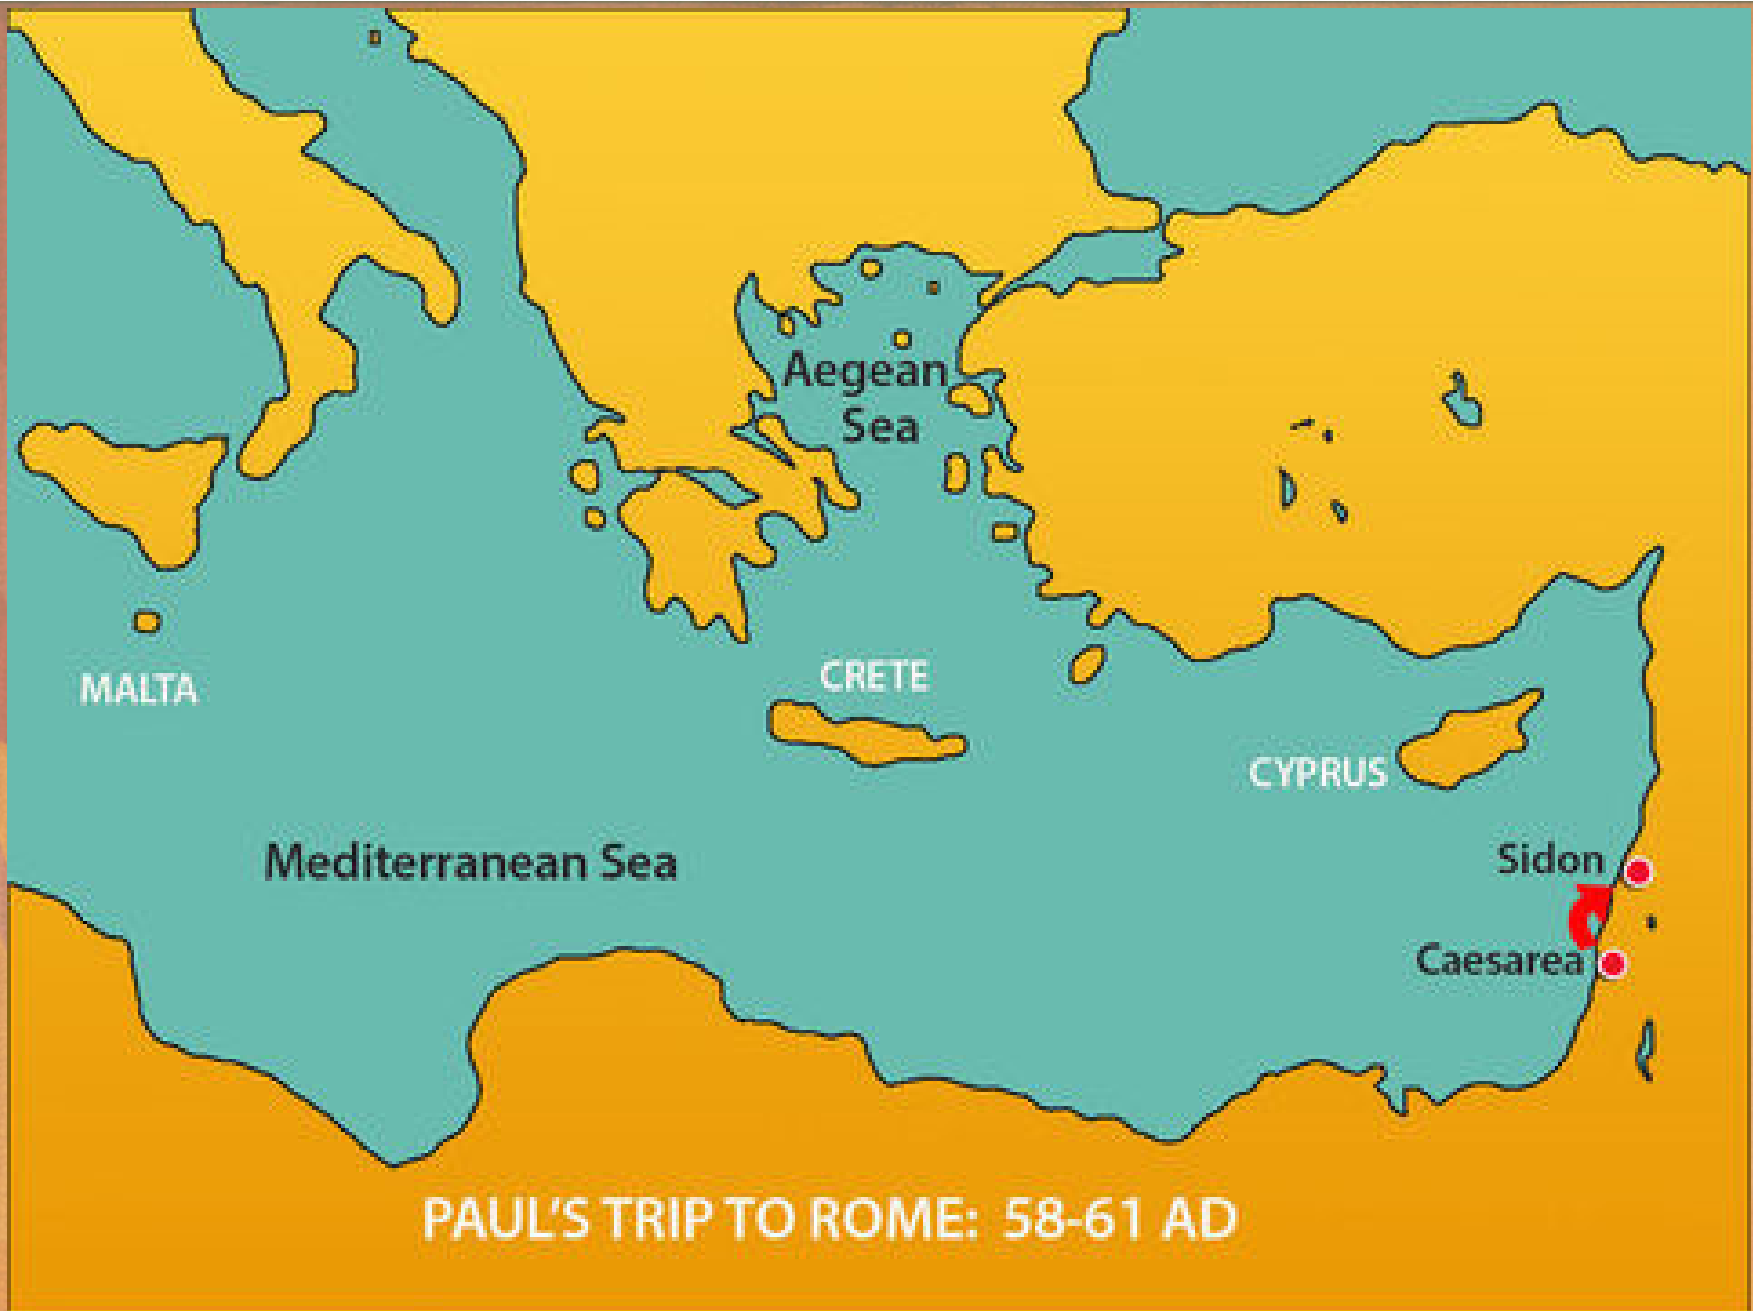 Aegean
Sea
CRETE
MALTA
CYPRUS
Mediterranean Sea
Sidon
Caesarea
PAUL'S TRIP TO ROME: 58-61 AD